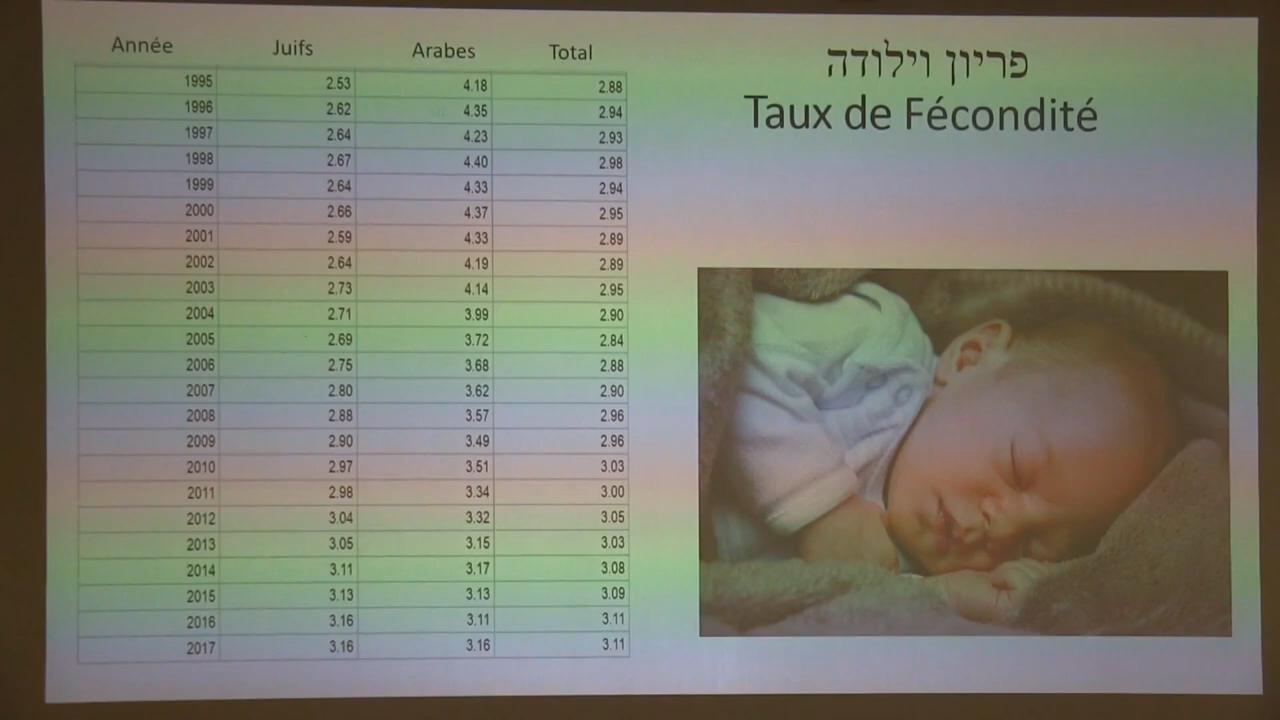 Année Juifs Arabes Total
1995 2.53 4.18 2.88
1996 2.62 4.35 2.94
1997 2.64 4.23 2.93
1998 2.67 4.40 2.98
1999 2.64 4.33 2.94
2000 2.66 4.37 2.95
2001 2.59 4.33 2.89
2002 2.64 4.19 2.89
2003 2.73 4.14 2.95
2004 2.71 3.99 2.90
2005 2.69 3.72 2.84
2006 2.75 3.68 2.88
2007 2.80 3.62 2.90
2008 2.88 3.57 2.96
2009 2.90 3.49 2.96
2010 2.97 3.51 3.03
2011 2.98 3.34 3.00
2012 3.04 3.32 3.05
2013 3.05 3.15 3.03
2014 3.11 3.17 3.08
2015 3.13 3.13 3.09
2016 3.16 3.11 3.11
2017 3.16 3.16 3.11
פריון וילודה
Taux de Fécondité